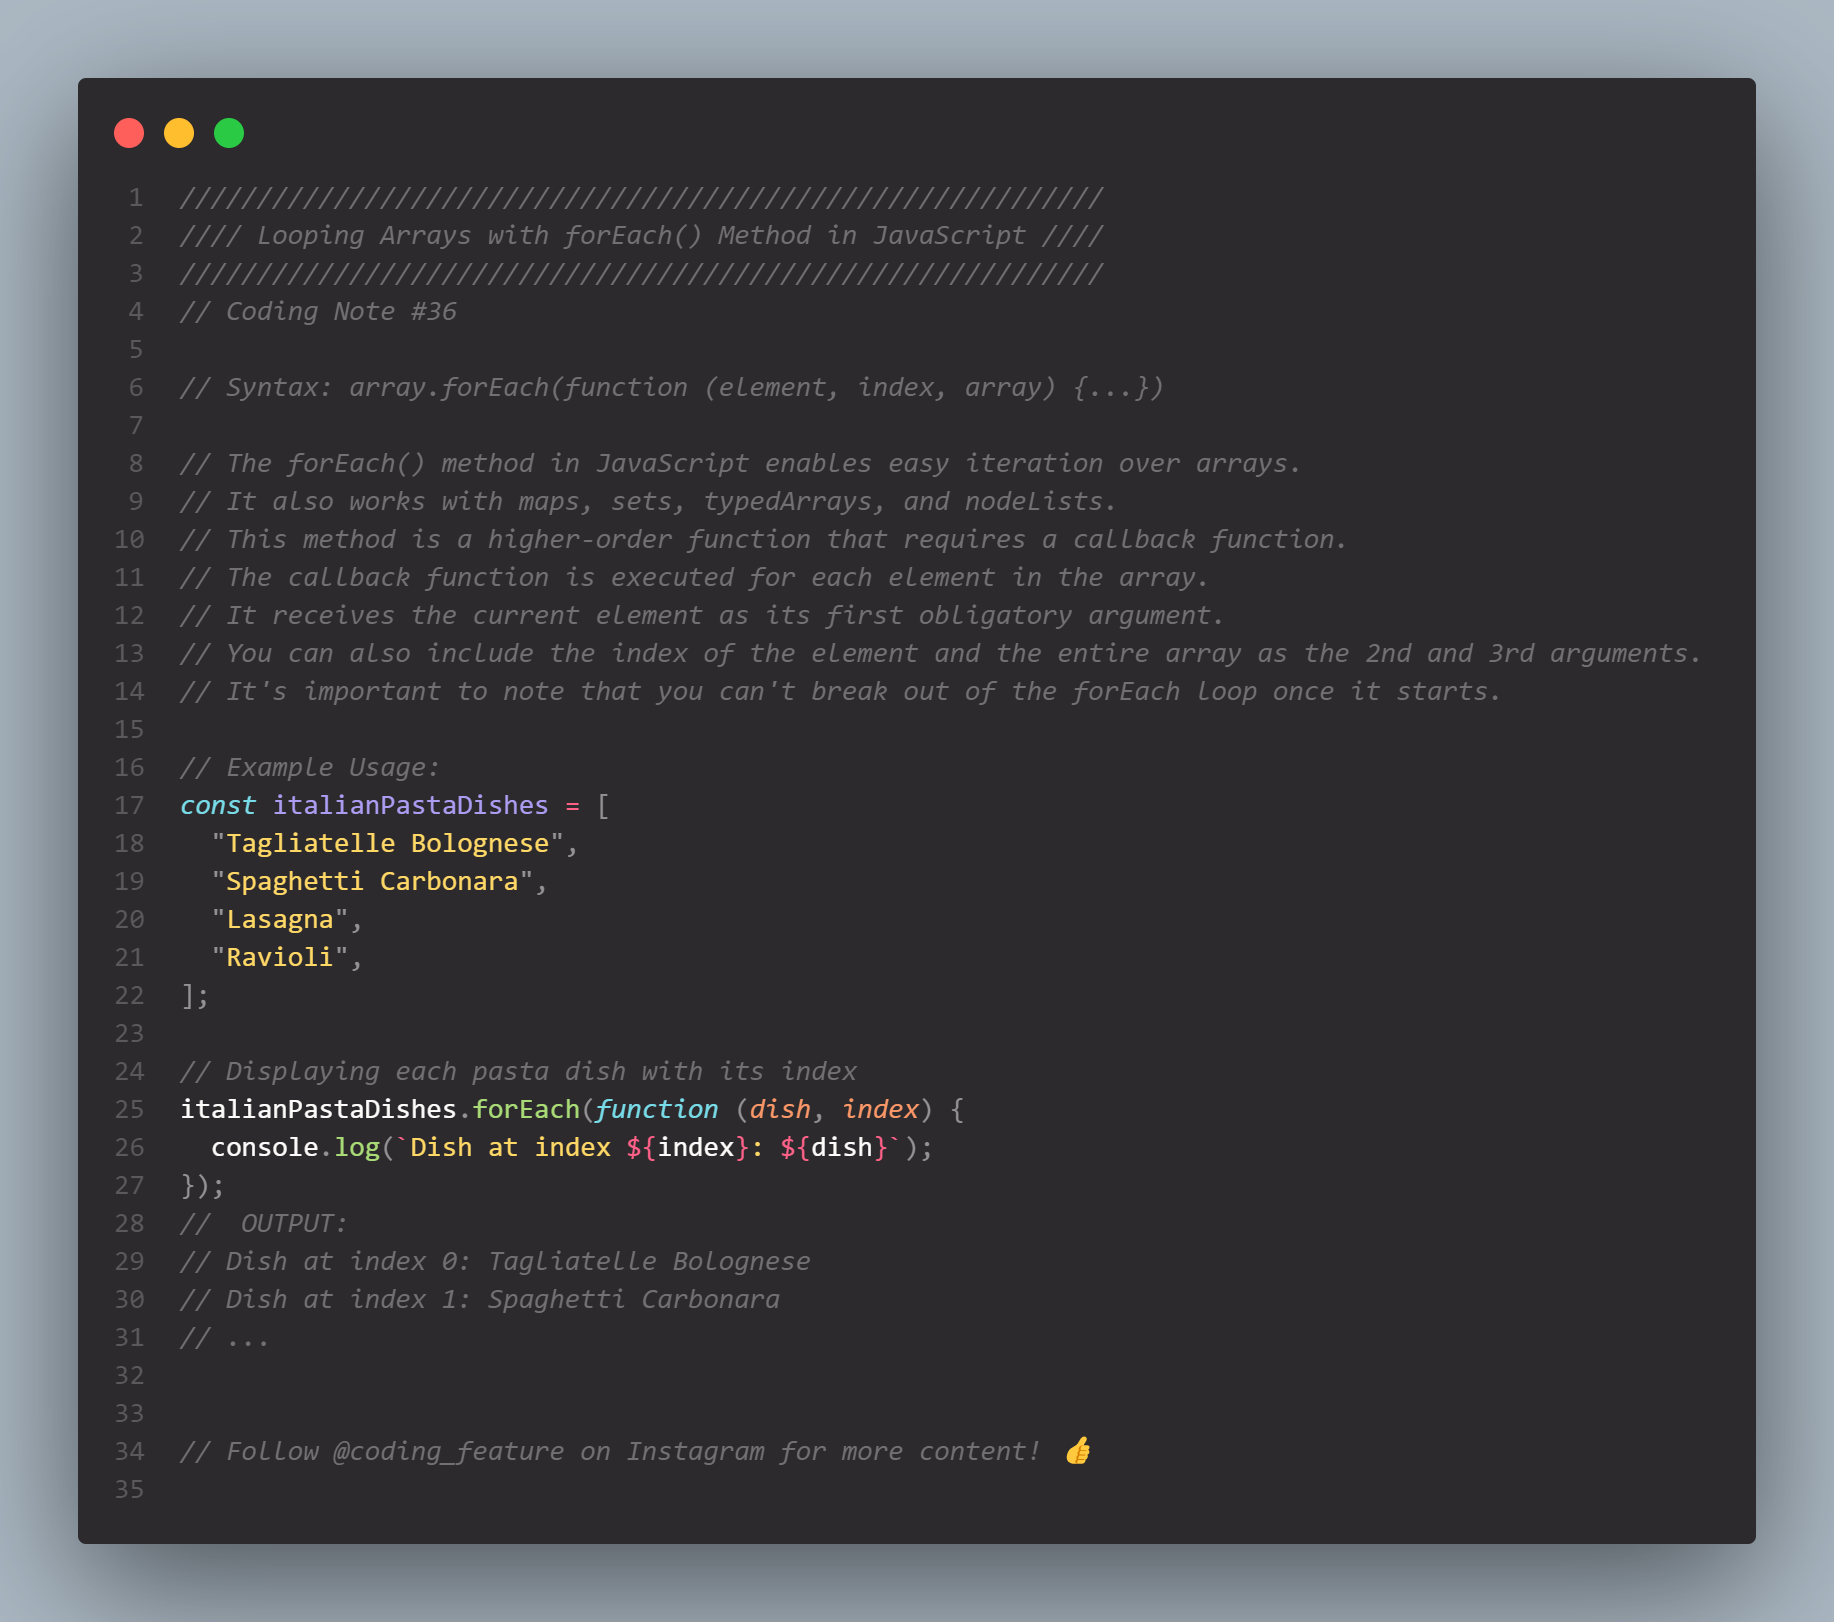 1 ////////////////////////////////////////////////////////////
2 //// Looping Arrays with forEach() Method in JavaScript ////
3 ////////////////////////////////////////////////////////////
4 // Coding Note #36
5
6 // Syntax: array.forEach(function (element, index, array) {...})
7
8 // The forEach() method in JavaScript enables easy iteration over arrays.
9 // It also works with maps, sets, typedArrays, and nodeLists.
10 // This method is a higher-order function that requires a callback function.
11 // The callback function is executed for each element in the array.
12 // It receives the current element as its first obligatory argument.
13 // You can also include the index of the element and the entire array as the 2nd and 3rd arguments.
14 // It's important to note that you can't break out of the forEach loop once it starts.
15
16 // Example Usage:
17 const italianPastaDishes = [
18   "Tagliatelle Bolognese",
19   "Spaghetti Carbonara",
20   "Lasagna",
21   "Ravioli",
22 ];
23
24 // Displaying each pasta dish with its index
25 italianPastaDishes.forEach(function (dish, index) {
26   console.log(`Dish at index ${index}: ${dish}`);
27 });
28 //  OUTPUT:
29 // Dish at index 0: Tagliatelle Bolognese
30 // Dish at index 1: Spaghetti Carbonara
31 // ...
32
33
34 // Follow @coding_feature on Instagram for more content! 👍
35